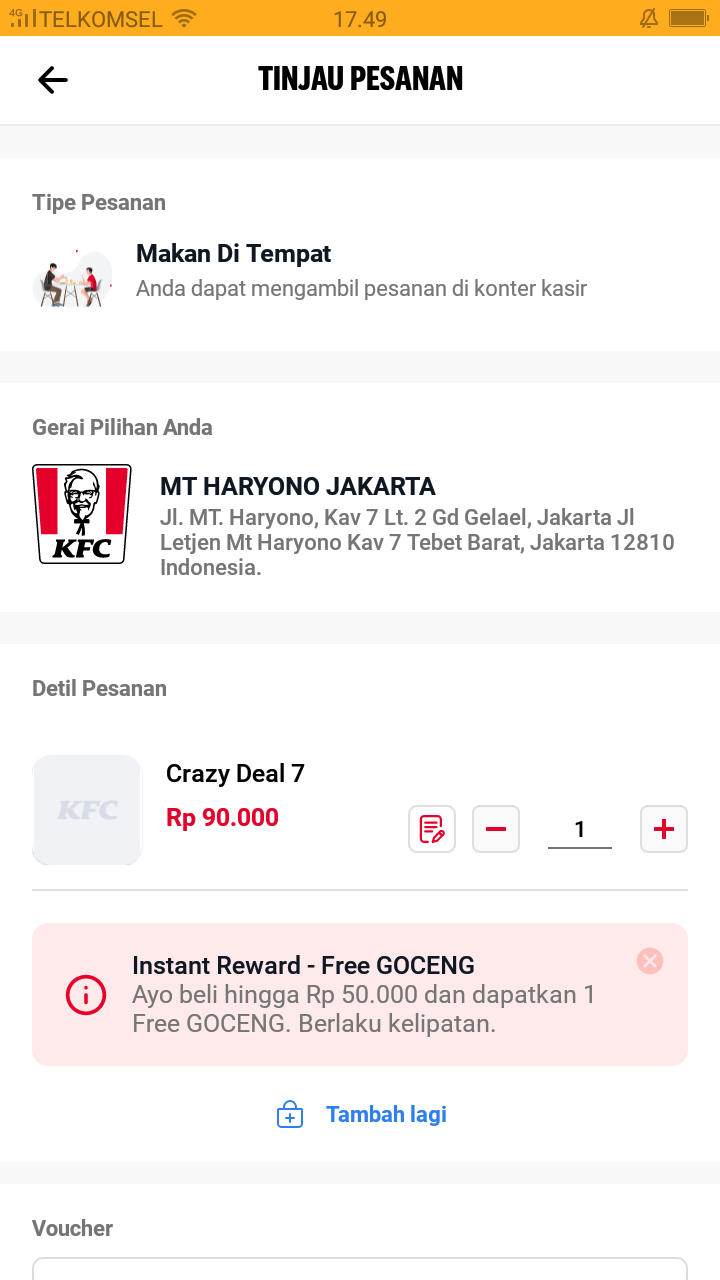 4G TELKOMSEL 17.49
TINJAU PESANAN
Tipe Pesanan
Makan Di Tempat
Anda dapat mengambil pesanan di konter kasir
Gerai Pilihan Anda
KFC
MT HARYONO JAKARTA
Jl. MT. Haryono, Kav 7 Lt. 2 Gd Gelael, Jakarta Jl
Letjen Mt Haryono Kav 7 Tebet Barat, Jakarta 12810
Indonesia.
Detil Pesanan
KFC
Crazy Deal 7
Rp 90.000
1
Instant Reward - Free GOCENG
Ayo beli hingga Rp 50.000 dan dapatkan 1
Free GOCENG. Berlaku kelipatan.
Tambah lagi
Voucher